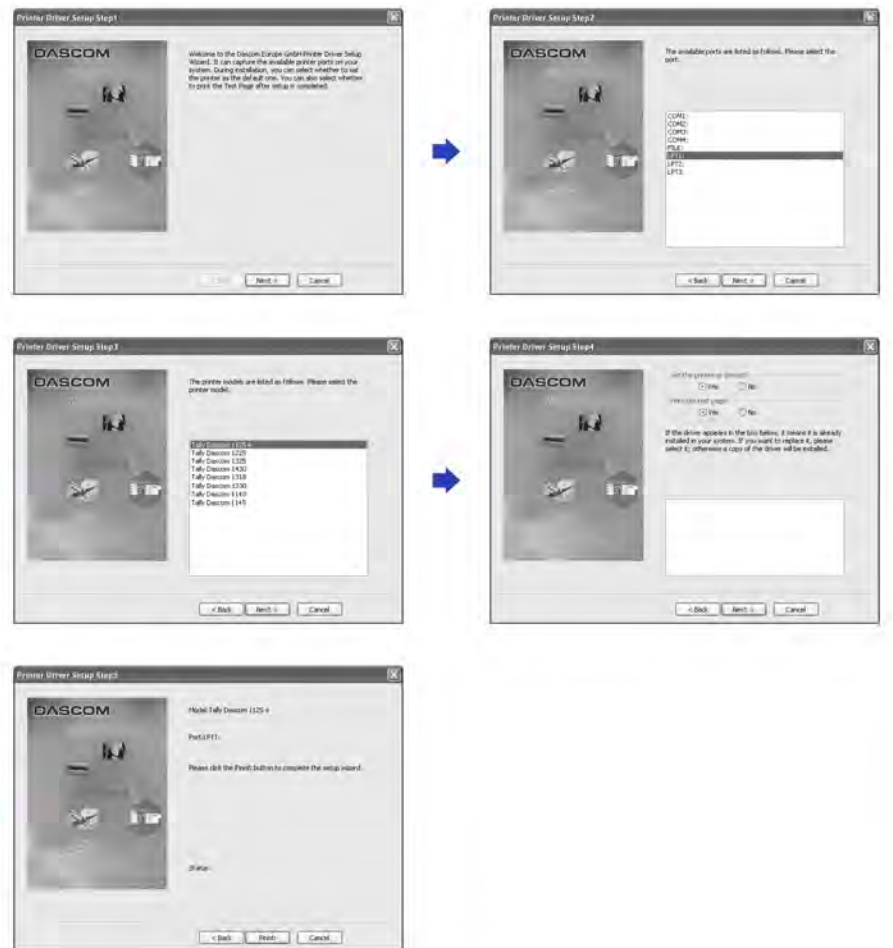 Printer Driver Setup Step1
DASCOM
Welcome to the Dascom Europe GmbH Printer Driver Setup
Wizard. It can capture the available printer ports on your
system. During installation, you can select whether to set
the printer as the default one. You can also select whether
to print the Test Page after setup is completed.
< Back
Next >
Cancel
Printer Driver Setup Step2
DASCOM
The available ports are listed as follows. Please select the
port.
COM1:
COM2:
COM3:
COM4:
FILE:
LPT1:
LPT2:
LPT3:
< Back
Next >
Cancel
Printer Driver Setup Step3
DASCOM
The printer models are listed as follows. Please select the
printer model.
Tally Dascom 1125 +
Tally Dascom 1225
Tally Dascom 1325
Tally Dascom 1430
Tally Dascom 1318
Tally Dascom 1330
Tally Dascom 1140
Tally Dascom 1145
< Back
Next >
Cancel
Printer Driver Setup Step4
DASCOM
Set the printer as default?
Yes
No
Print the test page?
Yes
No
If the driver appears in the box below, it means it is already
installed in your system. If you want to replace it, please
select it; otherwise a copy of the driver will be installed.
< Back
Next >
Cancel
Printer Driver Setup Step5
DASCOM
Model:Tally Dascom 1125 +
Port:LPT1:
Please click the Finish button to complete the setup wizard.
Status:
< Back
Finish
Cancel